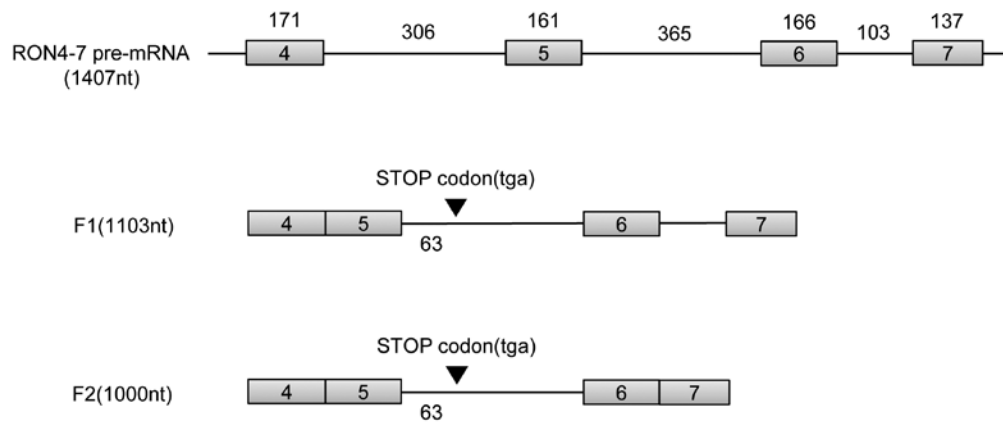 171 306 161 365 166 103 137
RON4-7 pre-mRNA 4 5 6 7
(1407nt)
STOP codon(tga)
F1(1103nt) 4 5 6 7
63
STOP codon(tga)
F2(1000nt) 4 5 6 7
63